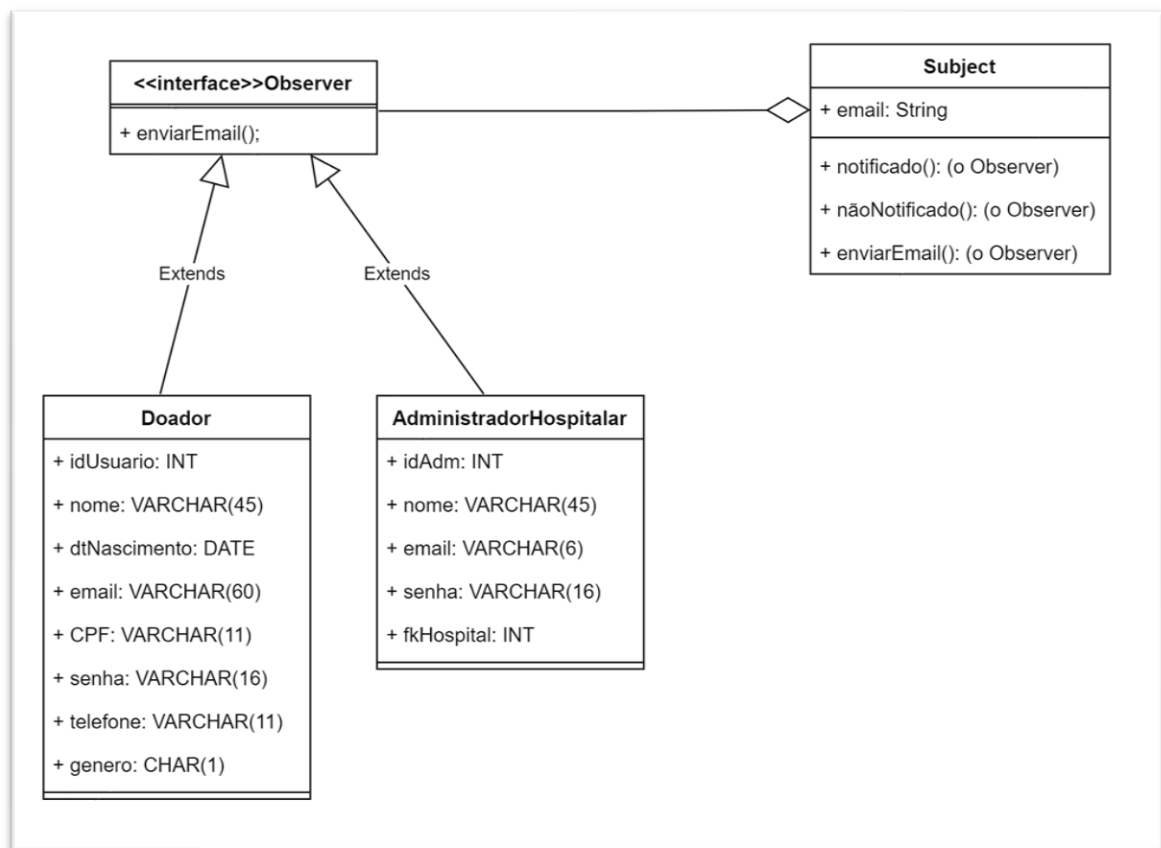 <<interface>>Observer
+ enviarEmail();
Subject
+ email: String
+ notificado(): (o Observer)
+ nãoNotificado(): (o Observer)
+ enviarEmail(): (o Observer)
Extends
Extends
Doador
+ idUsuario: INT
+ nome: VARCHAR(45)
+ dtNascimento: DATE
+ email: VARCHAR(60)
+ CPF: VARCHAR(11)
+ senha: VARCHAR(16)
+ telefone: VARCHAR(11)
+ genero: CHAR(1)
AdministradorHospitalar
+ idAdm: INT
+ nome: VARCHAR(45)
+ email: VARCHAR(6)
+ senha: VARCHAR(16)
+ fkHospital: INT